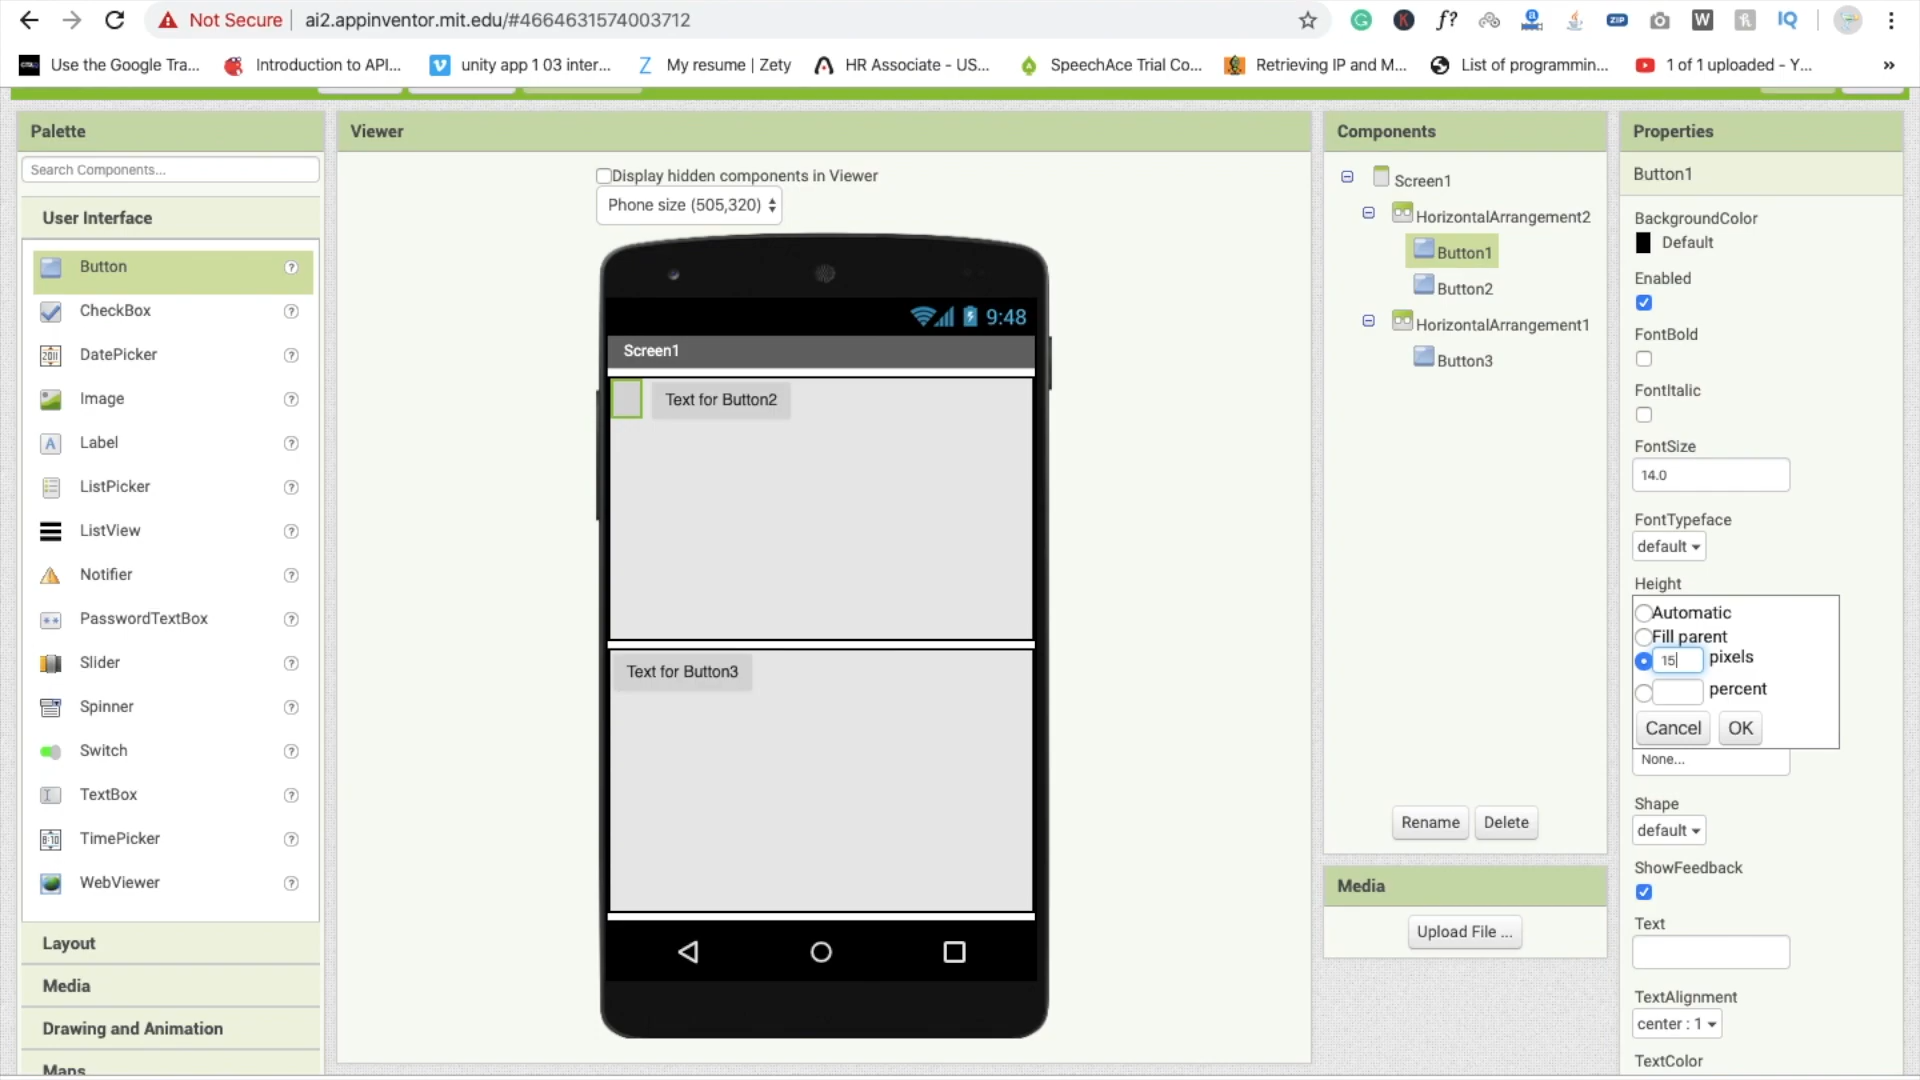 Not Secure ai2.appinventor.mit.edu/#4664631574003712
G K f? ZIP W IQ
Use the Google Tra... Introduction to API... unity app 1 03 inter... My resume | Zety HR Associate - US... SpeechAce Trial Co... Retrieving IP and M... List of programmin... 1 of 1 uploaded - Y... »
Palette
Search Components...
User Interface
Button ?
CheckBox ?
DatePicker ?
Image ?
Label ?
ListPicker ?
ListView ?
Notifier ?
PasswordTextBox ?
Slider ?
Spinner ?
Switch ?
TextBox ?
TimePicker ?
WebViewer ?
Layout
Media
Drawing and Animation
Maps
Viewer
Display hidden components in Viewer
Phone size (505,320)
9:48
Screen1
Text for Button2
Text for Button3
Components
Screen1
HorizontalArrangement2
Button1
Button2
HorizontalArrangement1
Button3
Rename Delete
Media
Upload File ...
Properties
Button1
BackgroundColor
Default
Enabled
FontBold
FontItalic
FontSize
14.0
FontTypeface
default
Height
Automatic
Fill parent
15 pixels
percent
Cancel OK
None...
Shape
default
ShowFeedback
Text
TextAlignment
center : 1
TextColor